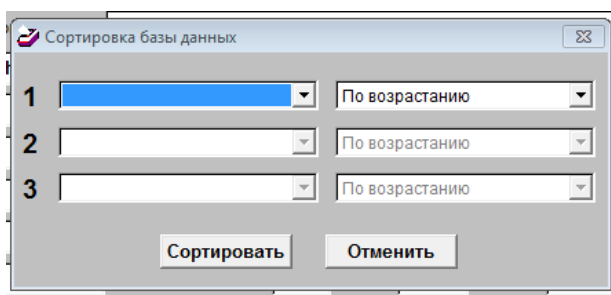 Сортировка базы данных
1 По возрастанию
2 По возрастанию
3 По возрастанию
Сортировать Отменить